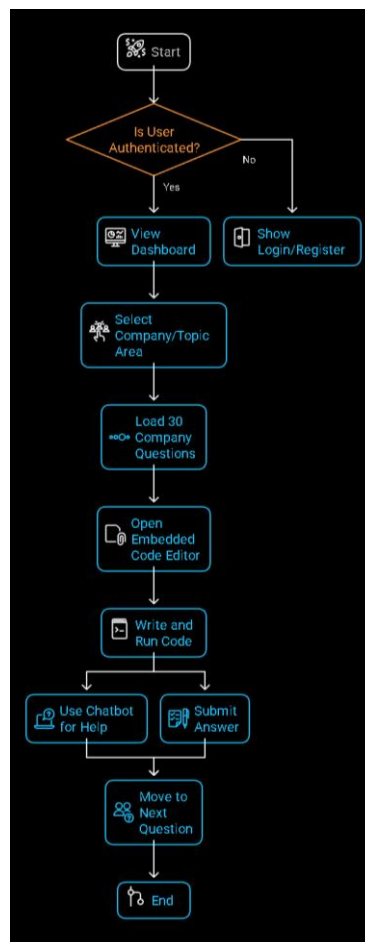 Start
Is User
Authenticated?
No
Yes
View
Dashboard
Show
Login/Register
Select
Company/Topic
Area
Load 30
Company
Questions
Open
Embedded
Code Editor
Write and
Run Code
Use Chatbot
for Help
Submit
Answer
Move to
Next
Question
End